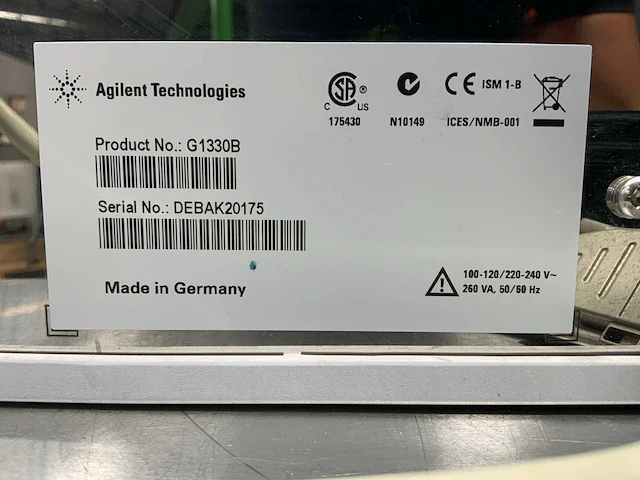 Agilent Technologies
Product No.: G1330B
Serial No.: DEBAK20175
Made in Germany
SA ®
C US
175430
N10149
CE ISM 1-B
ICES/NMB-001
100-120/220-240 V~
260 VA, 50/60 Hz